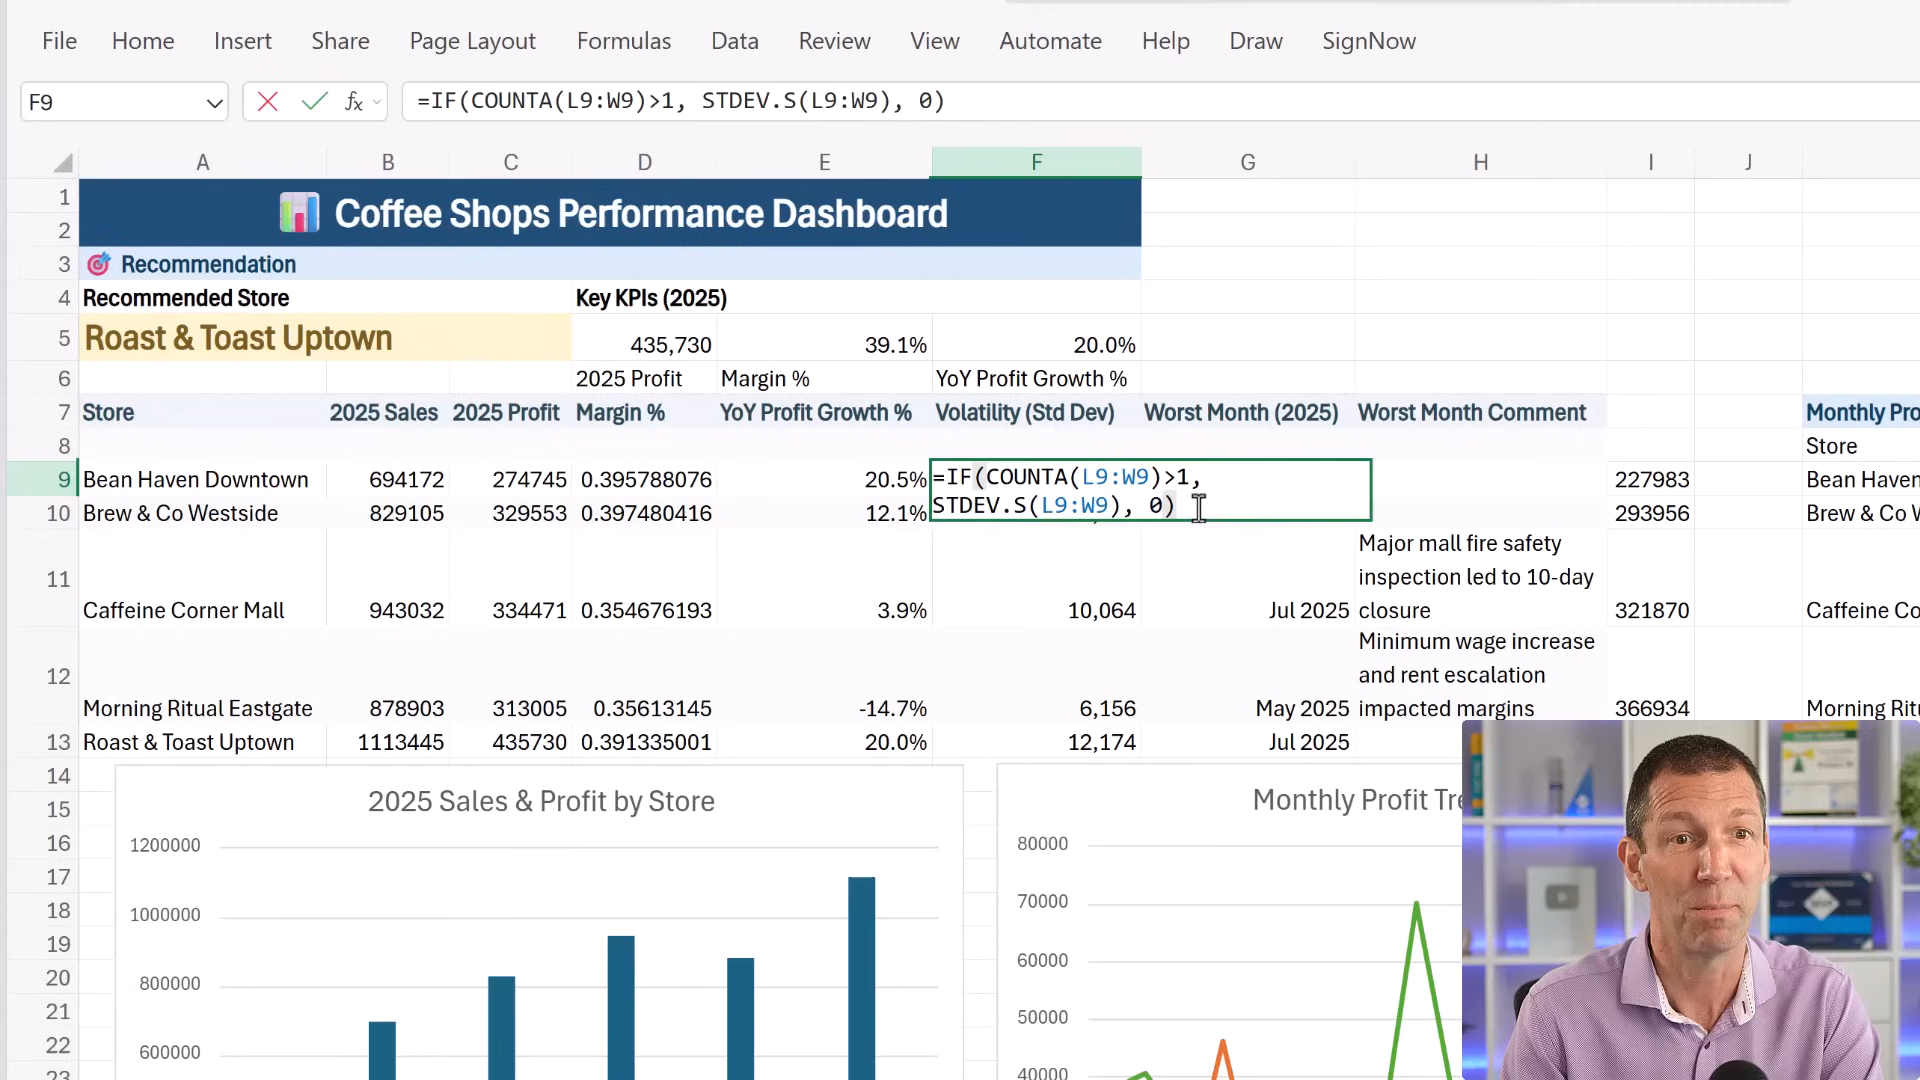 File Home Insert Share Page Layout Formulas Data Review View Automate Help Draw SignNow
F9 fx =IF(COUNTA(L9:W9)>1, STDEV.S(L9:W9), 0)
A B C D E F G H I J
1
2 Coffee Shops Performance Dashboard
3 Recommendation
4 Recommended Store Key KPIs (2025)
5 Roast & Toast Uptown 435,730 39.1% 20.0%
6 2025 Profit Margin % YoY Profit Growth %
7 Store 2025 Sales 2025 Profit Margin % YoY Profit Growth % Volatility (Std Dev) Worst Month (2025) Worst Month Comment Monthly Pro
8 Store
9 Bean Haven Downtown 694172 274745 0.395788076 20.5% =IF(COUNTA(L9:W9)>1, 227983 Bean Haven
STDEV.S(L9:W9), 0)
10 Brew & Co Westside 829105 329553 0.397480416 12.1% 293956 Brew & Co W
Major mall fire safety
11 inspection led to 10-day
Caffeine Corner Mall 943032 334471 0.354676193 3.9% 10,064 Jul 2025 closure 321870 Caffeine Co
Minimum wage increase
12 and rent escalation
Morning Ritual Eastgate 878903 313005 0.35613145 -14.7% 6,156 May 2025 impacted margins 366934 Morning Ritu
13 Roast & Toast Uptown 1113445 435730 0.391335001 20.0% 12,174 Jul 2025
14
15 2025 Sales & Profit by Store Monthly Profit Tre
16 1200000 80000
17 70000
18 1000000
19 60000
20 800000
21 50000
22 600000
23 40000